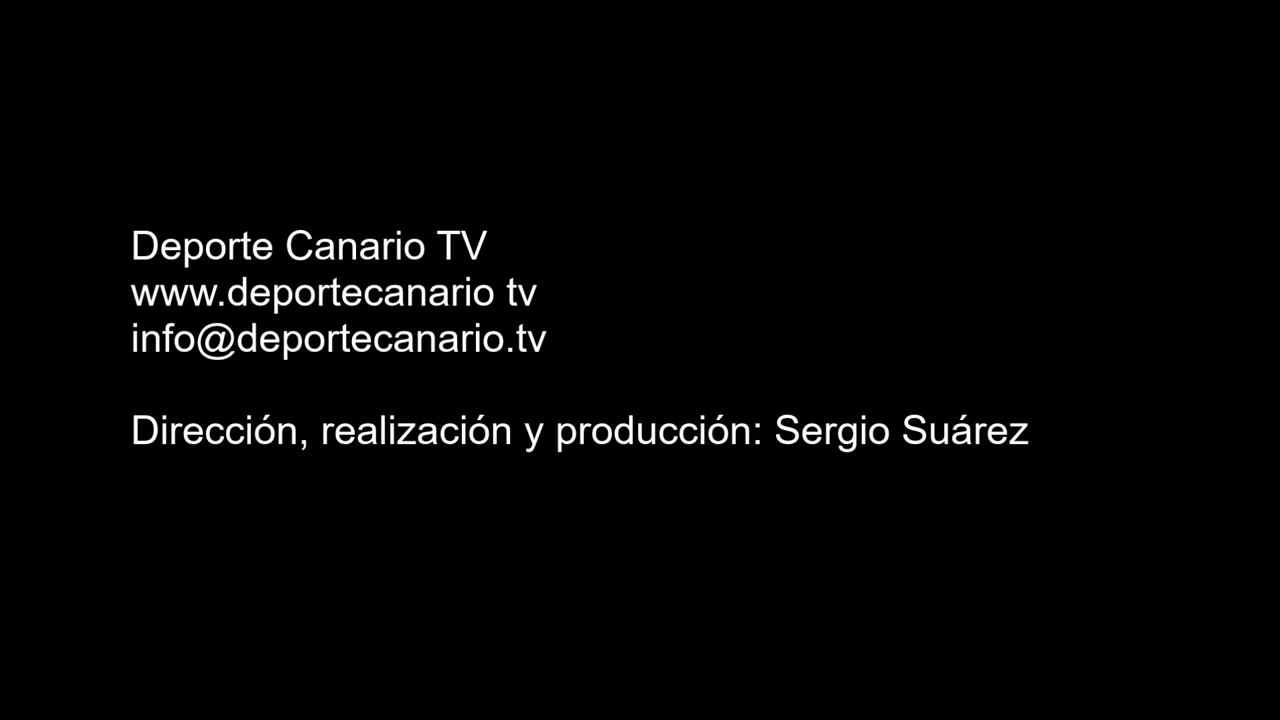 Deporte Canario TV
www.deportecanario tv
info@deportecanario.tv
Dirección, realización y producción: Sergio Suárez